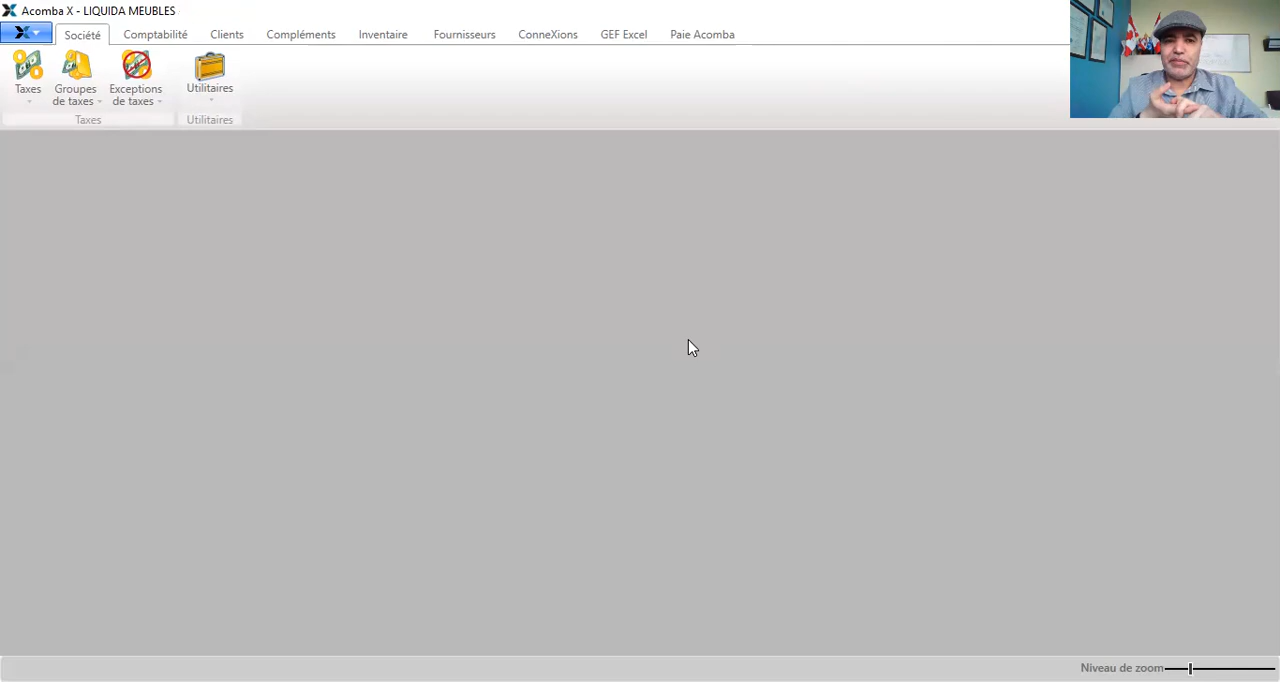 Acomba X - LIQUIDA MEUBLES
Société Comptabilité Clients Compléments Inventaire Fournisseurs ConneXions GEF Excel Paie Acomba
Taxes
Groupes
de taxes
Exceptions
de taxes
Utilitaires
Taxes
Utilitaires
Niveau de zoom